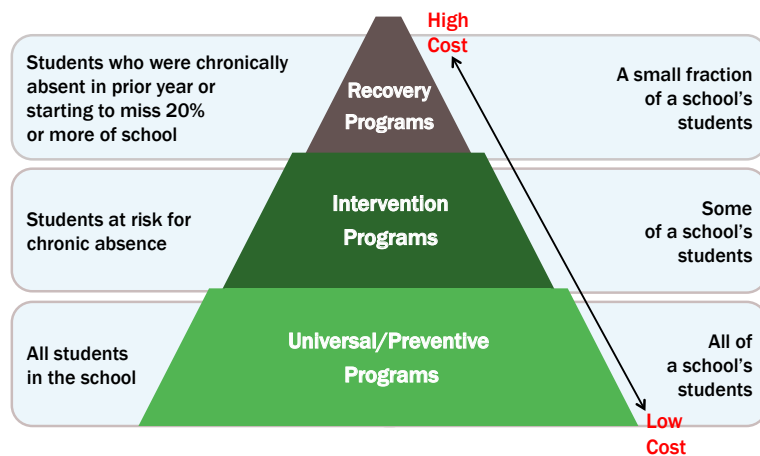 High
Cost
Students who were chronically
absent in prior year or
starting to miss 20%
or more of school
Recovery
Programs
A small fraction
of a school's
students
Students at risk for
chronic absence
Intervention
Programs
Some
of a school's
students
All students
in the school
Universal/Preventive
Programs
All of
a school's
students
Low
Cost